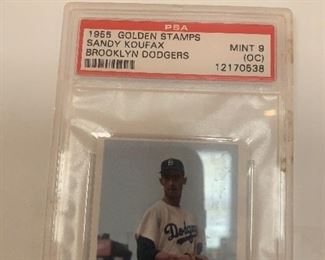 PSA
1955 GOLDEN STAMPS
SANDY KOUFAX MINT 9
BROOKLYN DODGERS (OC)
12170538
B
Dodgers